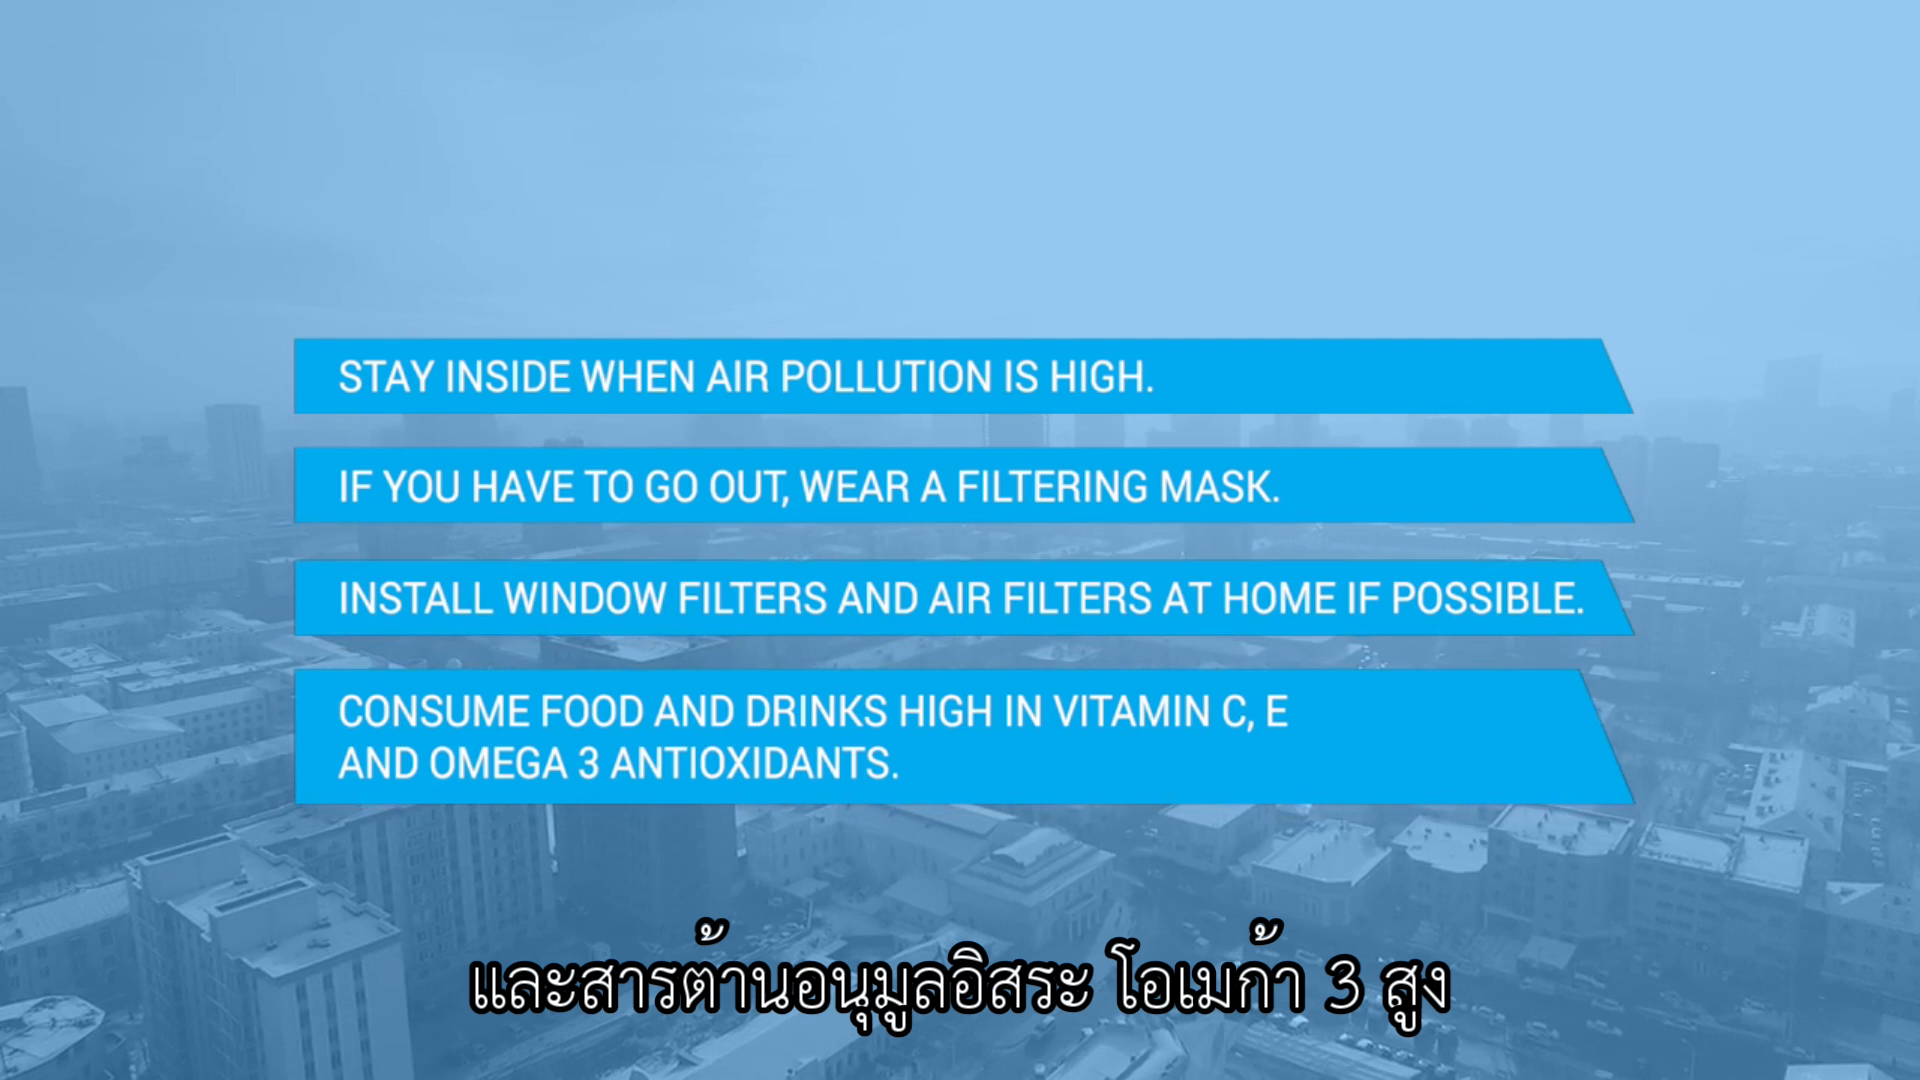 STAY INSIDE WHEN AIR POLLUTION IS HIGH.
IF YOU HAVE TO GO OUT, WEAR A FILTERING MASK.
INSTALL WINDOW FILTERS AND AIR FILTERS AT HOME IF POSSIBLE.
CONSUME FOOD AND DRINKS HIGH IN VITAMIN C, E
AND OMEGA 3 ANTIOXIDANTS.
และสารต้านอนุมูลอิสระ โอเมก้า 3 สูง